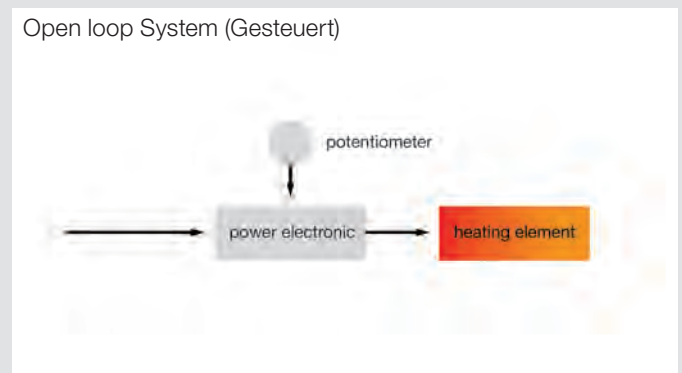 Open loop System (Gesteuert)
potentiometer
power electronic
heating element